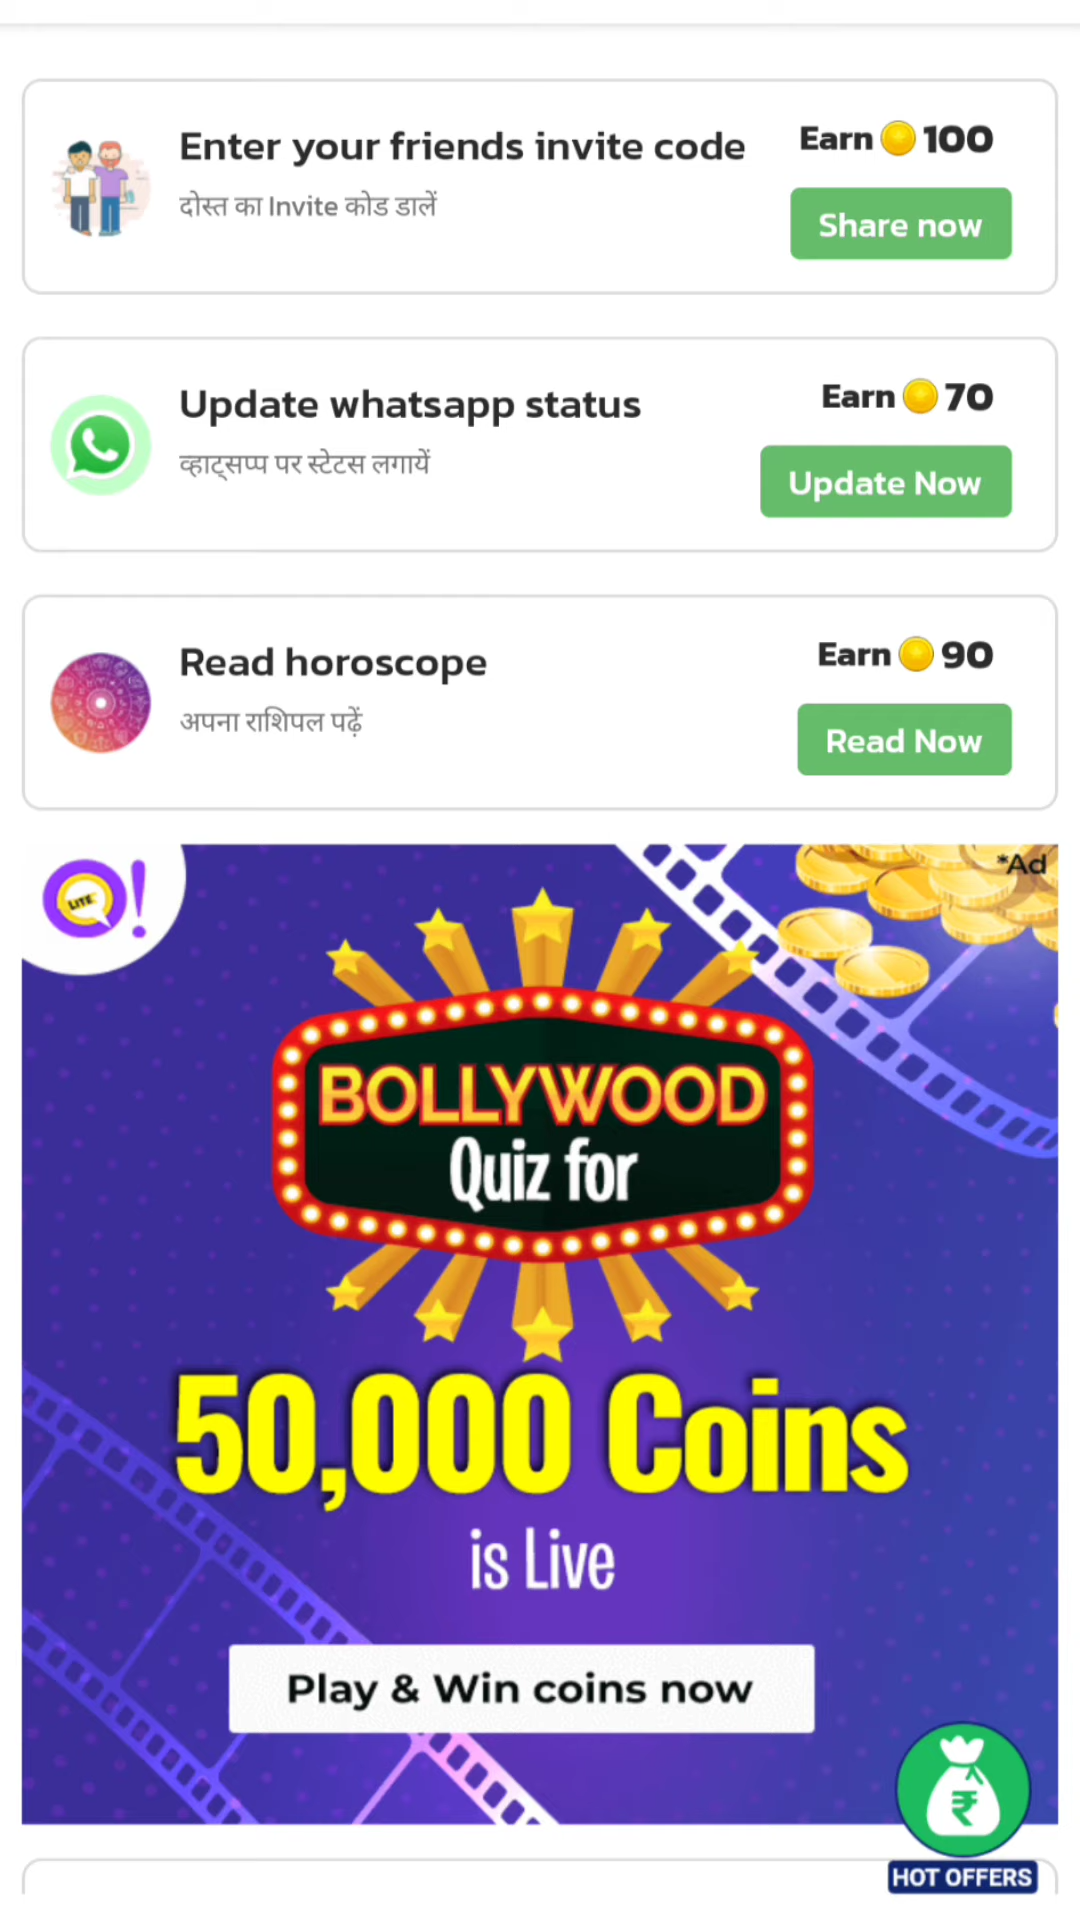 Enter your friends invite code
दोस्त का Invite कोड डालें
Earn 100
Share now
Update whatsapp status
व्हाट्सप्प पर स्टेटस लगायें
Earn 70
Update Now
Read horoscope
अपना राशिपल पढ़ें
Earn 90
Read Now
LITE !
*Ad
BOLLYWOOD
Quiz for
50,000 Coins
is Live
Play & Win coins now
₹
HOT OFFERS